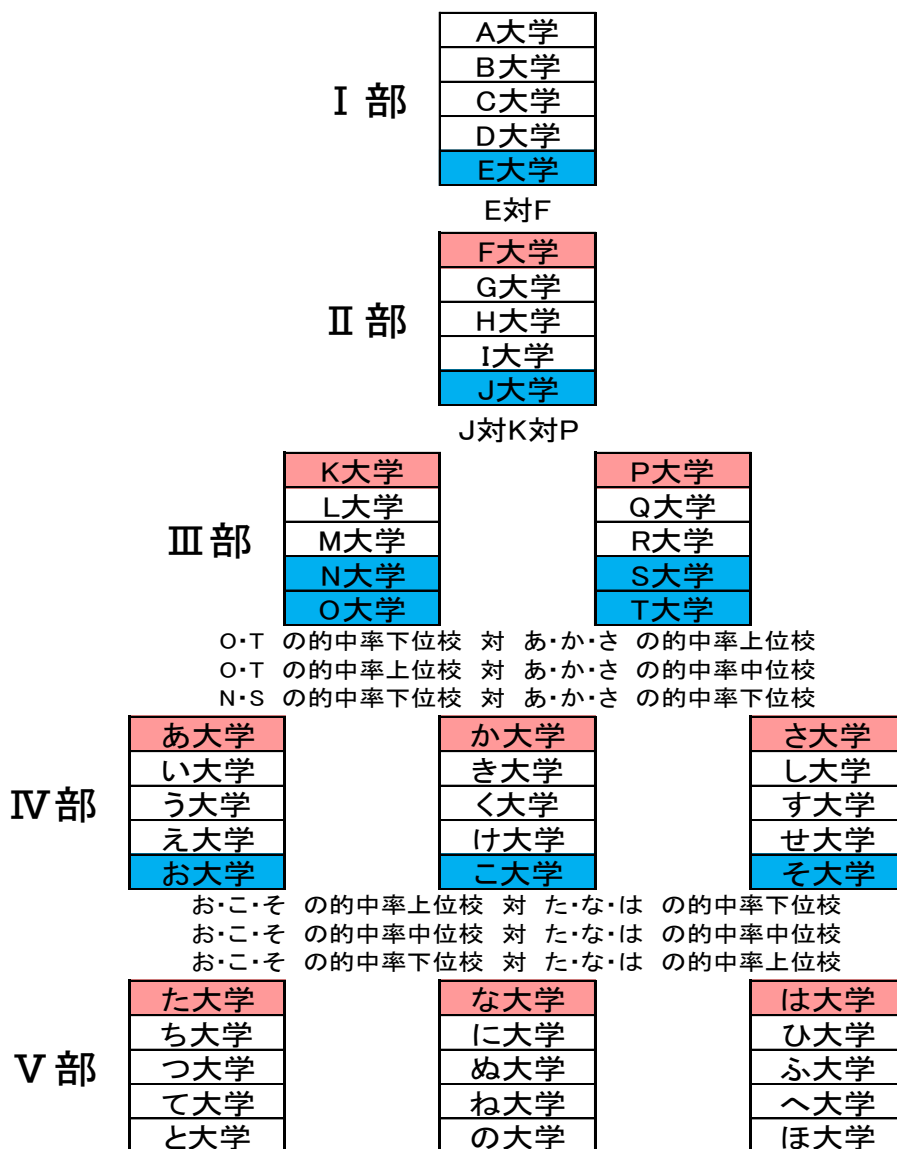 A大学
B大学
Ⅰ部
C大学
D大学
E大学
E対F
F大学
G大学
Ⅱ部
H大学
I大学
J大学
J対K対P
K大学 P大学
L大学 Q大学
Ⅲ部
M大学 R大学
N大学 S大学
O大学 T大学
O・T の的中率下位校 対 あ・か・さ の的中率上位校
O・T の的中率上位校 対 あ・か・さ の的中率中位校
N・S の的中率下位校 対 あ・か・さ の的中率下位校
あ大学 か大学 さ大学
い大学 き大学 し大学
Ⅳ部
う大学 く大学 す大学
え大学 け大学 せ大学
お大学 こ大学 そ大学
お・こ・そ の的中率上位校 対 た・な・は の的中率下位校
お・こ・そ の的中率中位校 対 た・な・は の的中率中位校
お・こ・そ の的中率下位校 対 た・な・は の的中率上位校
た大学 な大学 は大学
ち大学 に大学 ひ大学
Ⅴ部
つ大学 ぬ大学 ふ大学
て大学 ね大学 へ大学
と大学 の大学 ほ大学